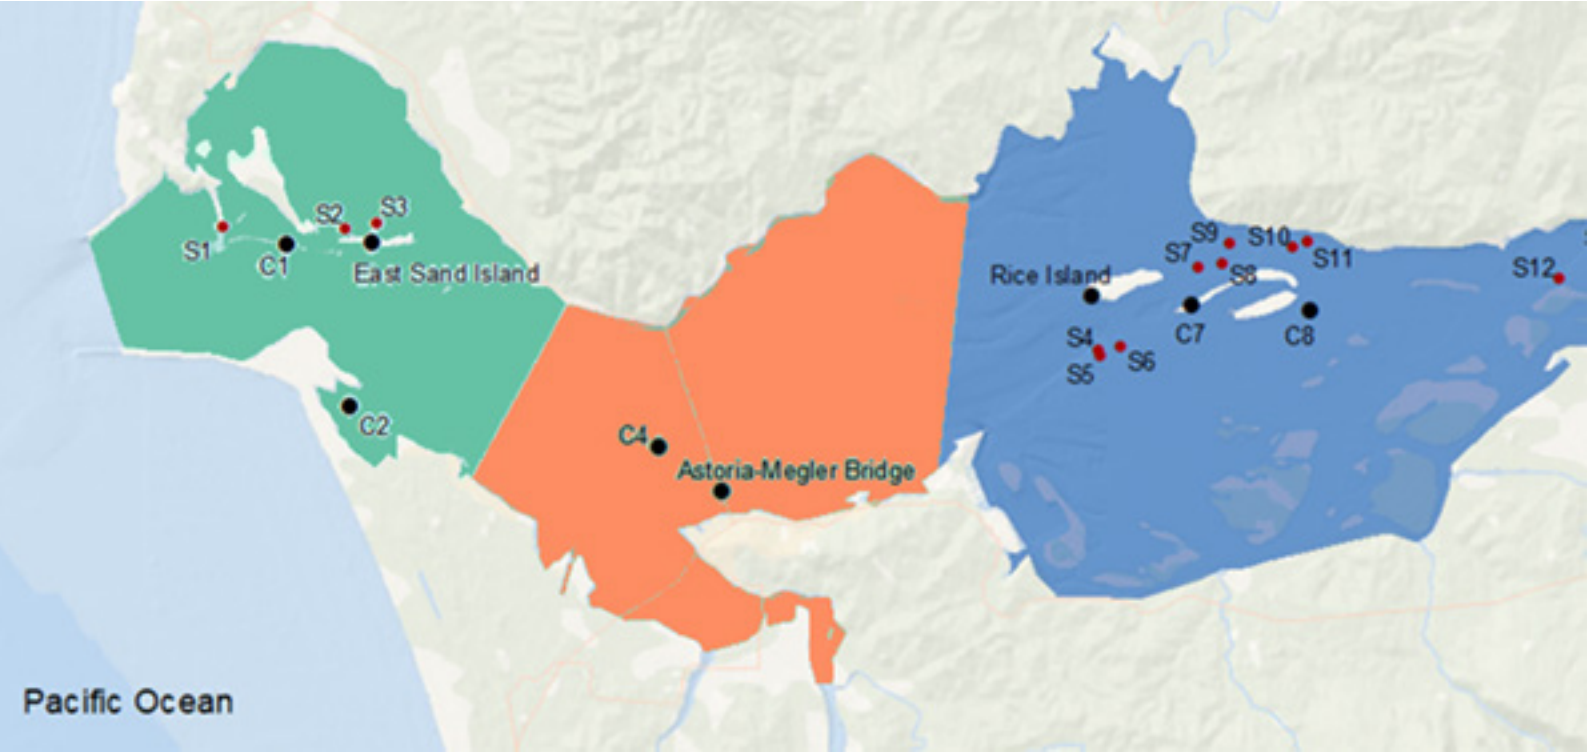 S1
C1
S2
S3
East Sand Island
C2
C4
Astoria-Megler Bridge
Rice Island
S4
S5
S6
S7
S9
S8
S10
S11
C7
C8
S12
Pacific Ocean